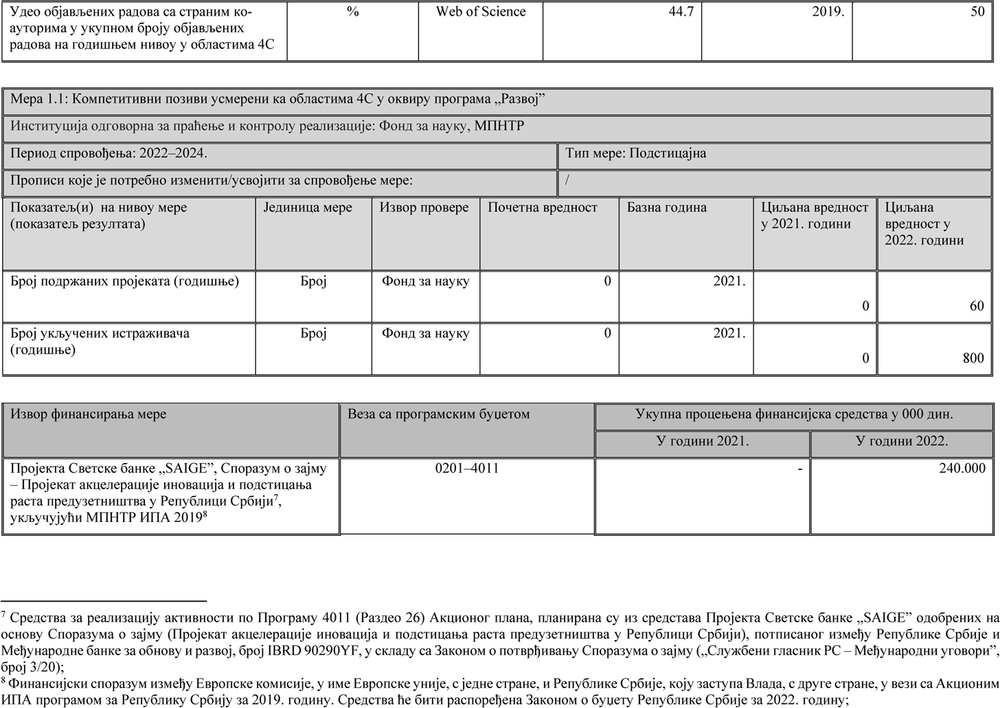 Удео објављених радова са страним ко- % Web of Science 44.7 2019. 50
ауторима у укупном броју објављених
радова на годишњем нивоу у областима 4С
Мера 1.1: Компетитивни позиви усмерени ка областима 4С у оквиру програма „Развој”
Институција одговорна за праћење и контролу реализације: Фонд за науку, МПНТР
Период спровођења: 2022–2024. Тип мере: Подстицајна
Прописи које је потребно изменити/усвојити за спровођење мере: /
Показатељ(и) на нивоу мере Јединица мере Извор провере Почетна вредност Базна година Циљана вредност Циљана
(показатељ резултата) у 2021. години вредност у
2022. години
Број подржаних пројеката (годишње) Број Фонд за науку 0 2021.
0 60
Број укључених истраживача Број Фонд за науку 0 2021.
(годишње)
0 800
Извор финансирања мере Веза са програмским буџетом Укупна процењена финансијска средства у 000 дин.
У години 2021. У години 2022.
Пројекта Светске банке „SAIGE”, Споразум о зајму 0201–4011 - 240.000
– Пројекат акцелерације иновација и подстицања
раста предузетништва у Републици Србији⁷,
укључујући МПНТР ИПА 2019⁸
⁷ Средства за реализацију активности по Програму 4011 (Раздео 26) Акционог плана, планирана су из средстава Пројекта Светске банке „SAIGE” одобрених на
основу Споразума о зајму (Пројекат акцелерације иновација и подстицања раста предузетништва у Републици Србији), потписаног између Републике Србије и
Међународне банке за обнову и развој, број IBRD 90290YF, у складу са Законом о потврђивању Споразума о зајму („Службени гласник РС – Међународни уговори”,
број 3/20);
⁸ Финансијски споразум између Европске комисије, у име Европске уније, с једне стране, и Републике Србије, коју заступа Влада, с друге стране, у вези са Акционим
ИПА програмом за Републику Србију за 2019. годину. Средства ће бити распоређена Законом о буџету Републике Србије за 2022. годину;